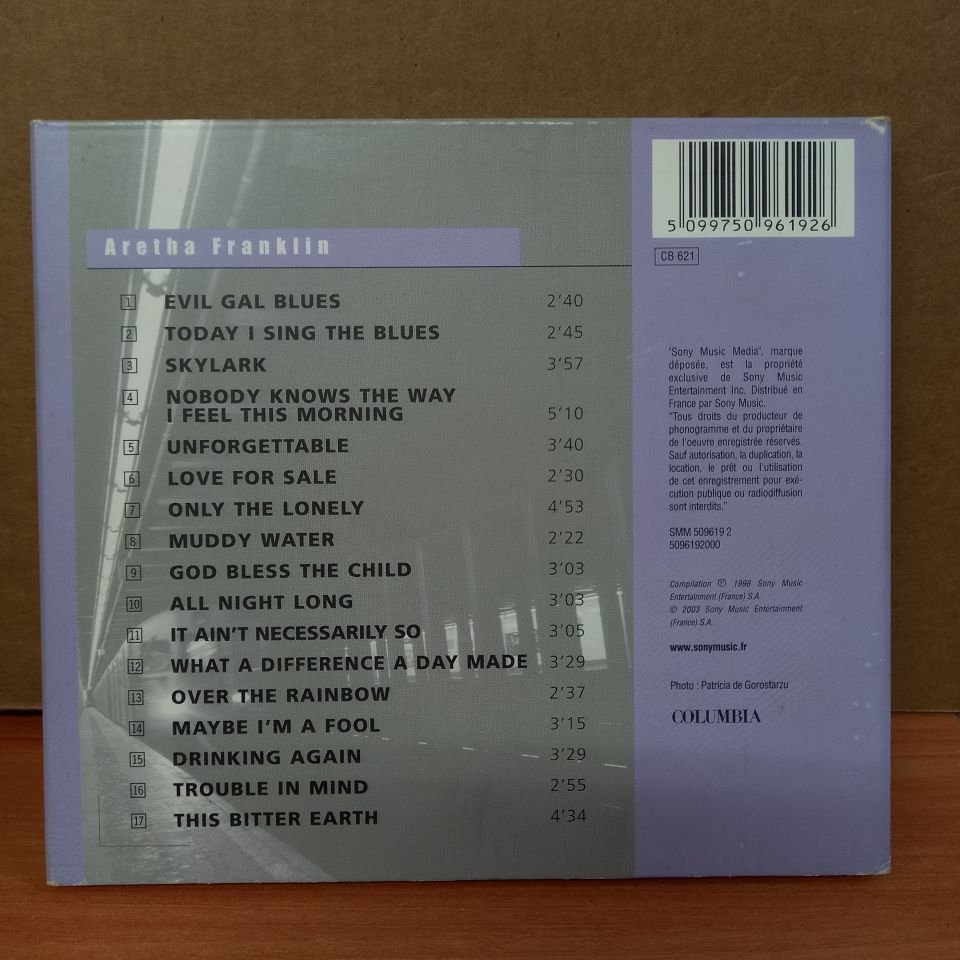 Aretha Franklin
1 EVIL GAL BLUES 2'40
2 TODAY I SING THE BLUES 2'45
3 SKYLARK 3'57
4 NOBODY KNOWS THE WAY
I FEEL THIS MORNING 5'10
5 UNFORGETTABLE 3'40
6 LOVE FOR SALE 2'30
7 ONLY THE LONELY 4'53
8 MUDDY WATER 2'22
9 GOD BLESS THE CHILD 3'03
10 ALL NIGHT LONG 3'03
11 IT AIN'T NECESSARILY SO 3'05
12 WHAT A DIFFERENCE A DAY MADE 3'29
13 OVER THE RAINBOW 2'37
14 MAYBE I'M A FOOL 3'15
15 DRINKING AGAIN 3'29
16 TROUBLE IN MIND 2'55
17 THIS BITTER EARTH 4'34
5 099750 961926
CB 621
"Sony Music Media", marque
déposée, est la propriété
exclusive de Sony Music
Entertainment Inc. Distribué en
France par Sony Music.
"Tous droits du producteur de
phonogramme et du propriétaire
de l'oeuvre enregistrée réservés.
Sauf autorisation, la duplication, la
location, le prêt ou l'utilisation
de cet enregistrement pour exé-
cution publique ou radiodiffusion
sont interdits."
SMM 509619 2
5096192000
Compilation ℗ 1998 Sony Music
Entertainment (France) S.A.
© 2003 Sony Music Entertainment
(France) S.A.
www.sonymusic.fr
Photo : Patricia de Gorostarzu
COLUMBIA